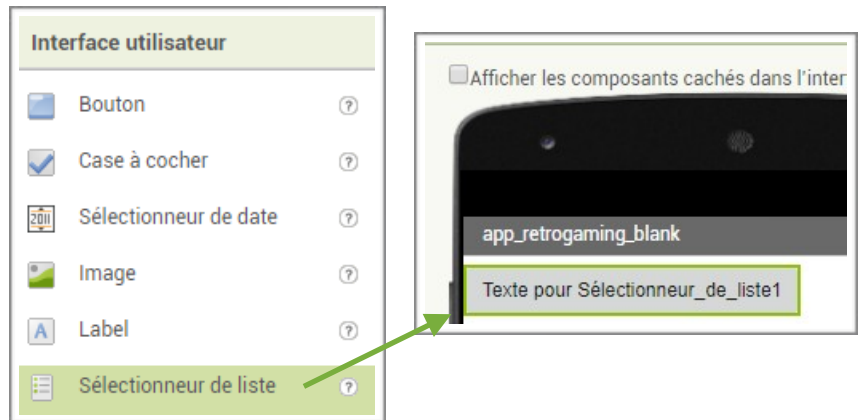 Interface utilisateur
Bouton
?
Case à cocher
?
2011
Sélectionneur de date
?
Image
?
A
Label
?
Sélectionneur de liste
?
Afficher les composants cachés dans l'inter
app_retrogaming_blank
Texte pour Sélectionneur_de_liste1